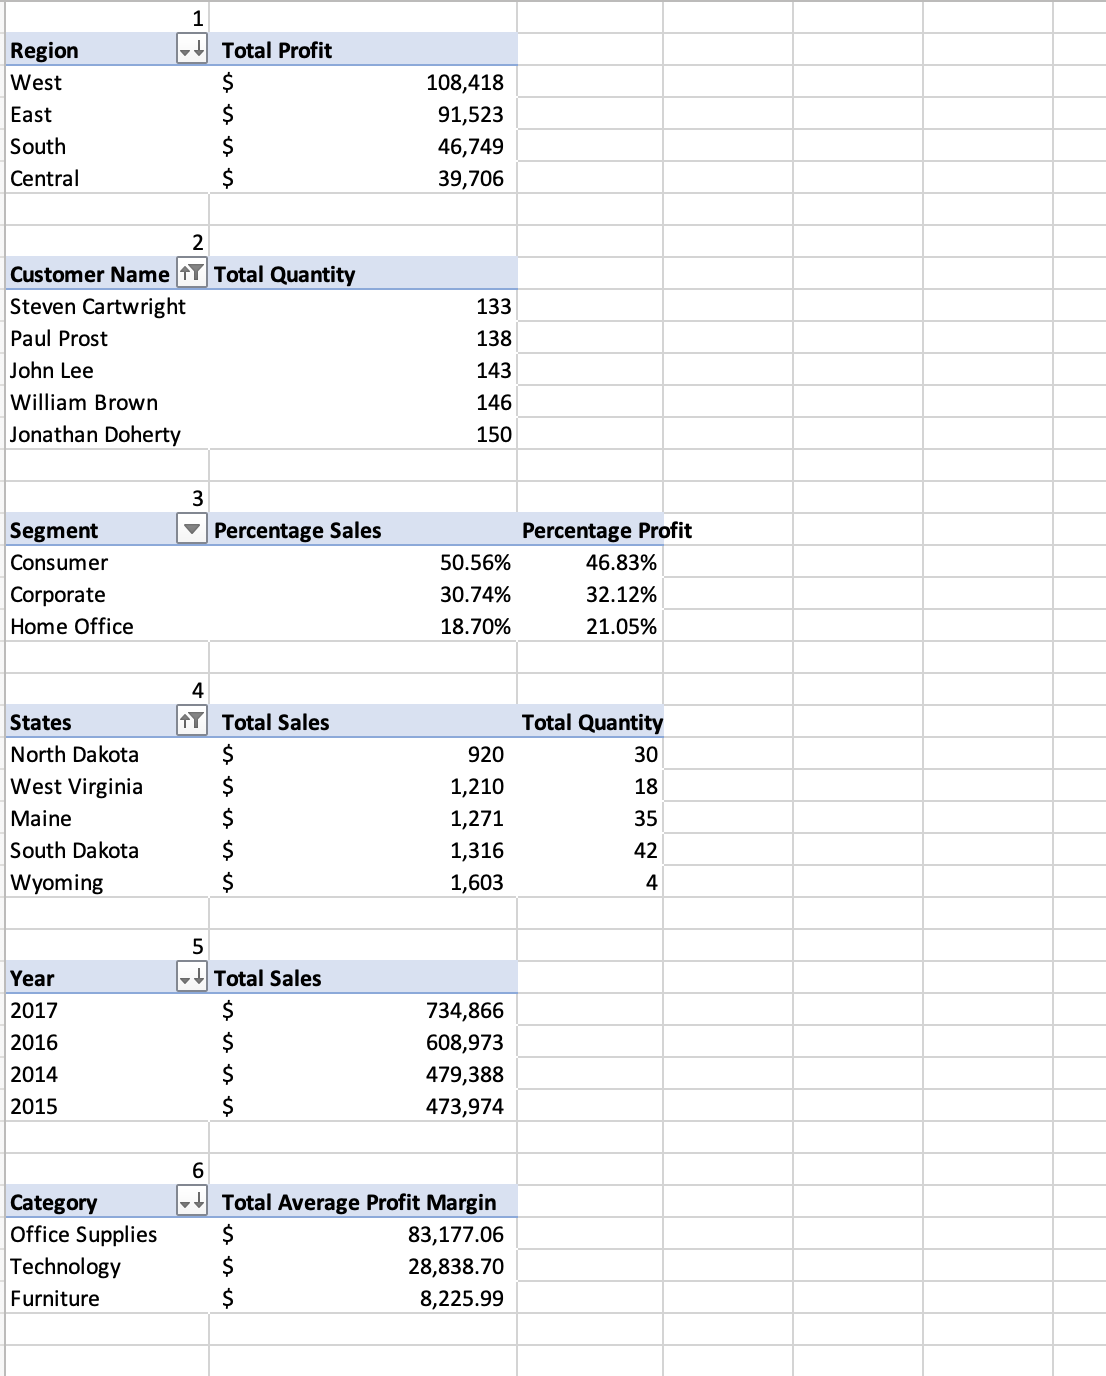 1
Region Total Profit
West $ 108,418
East $ 91,523
South $ 46,749
Central $ 39,706
2
Customer Name Total Quantity
Steven Cartwright 133
Paul Prost 138
John Lee 143
William Brown 146
Jonathan Doherty 150
3
Segment Percentage Sales Percentage Profit
Consumer 50.56% 46.83%
Corporate 30.74% 32.12%
Home Office 18.70% 21.05%
4
States Total Sales Total Quantity
North Dakota $ 920 30
West Virginia $ 1,210 18
Maine $ 1,271 35
South Dakota $ 1,316 42
Wyoming $ 1,603 4
5
Year Total Sales
2017 $ 734,866
2016 $ 608,973
2014 $ 479,388
2015 $ 473,974
6
Category Total Average Profit Margin
Office Supplies $ 83,177.06
Technology $ 28,838.70
Furniture $ 8,225.99